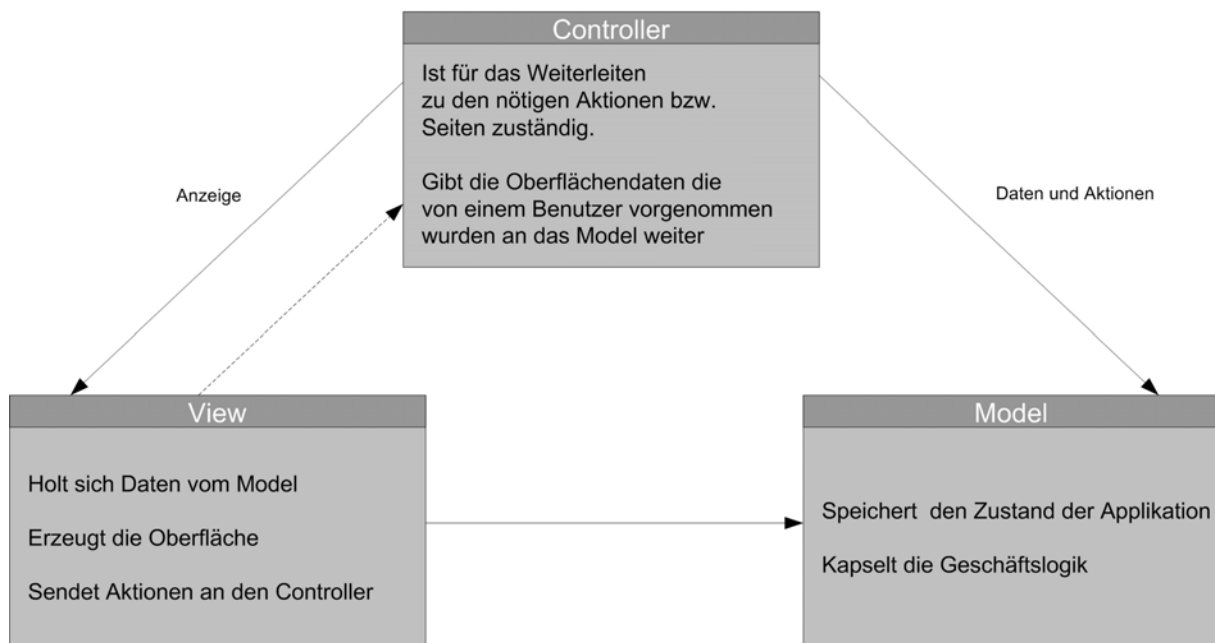 Controller
Ist für das Weiterleiten
zu den nötigen Aktionen bzw.
Seiten zuständig.
Gibt die Oberflächendaten die
von einem Benutzer vorgenommen
wurden an das Model weiter
Anzeige
Daten und Aktionen
View
Holt sich Daten vom Model
Erzeugt die Oberfläche
Sendet Aktionen an den Controller
Model
Speichert den Zustand der Applikation
Kapselt die Geschäftslogik